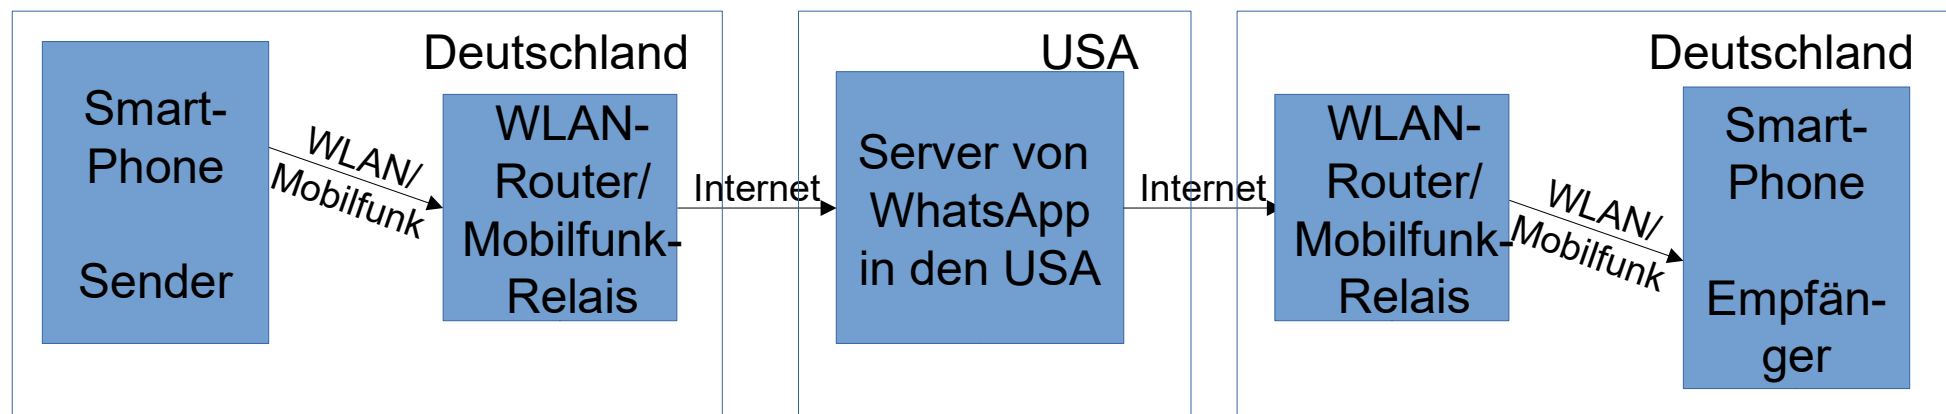 Deutschland
Smart-
Phone
Sender
WLAN/
Mobilfunk
WLAN-
Router/
Mobilfunk-
Relais
Internet
USA
Server von
WhatsApp
in den USA
Internet
Deutschland
WLAN-
Router/
Mobilfunk-
Relais
WLAN/
Mobilfunk
Smart-
Phone
Empfän-
ger